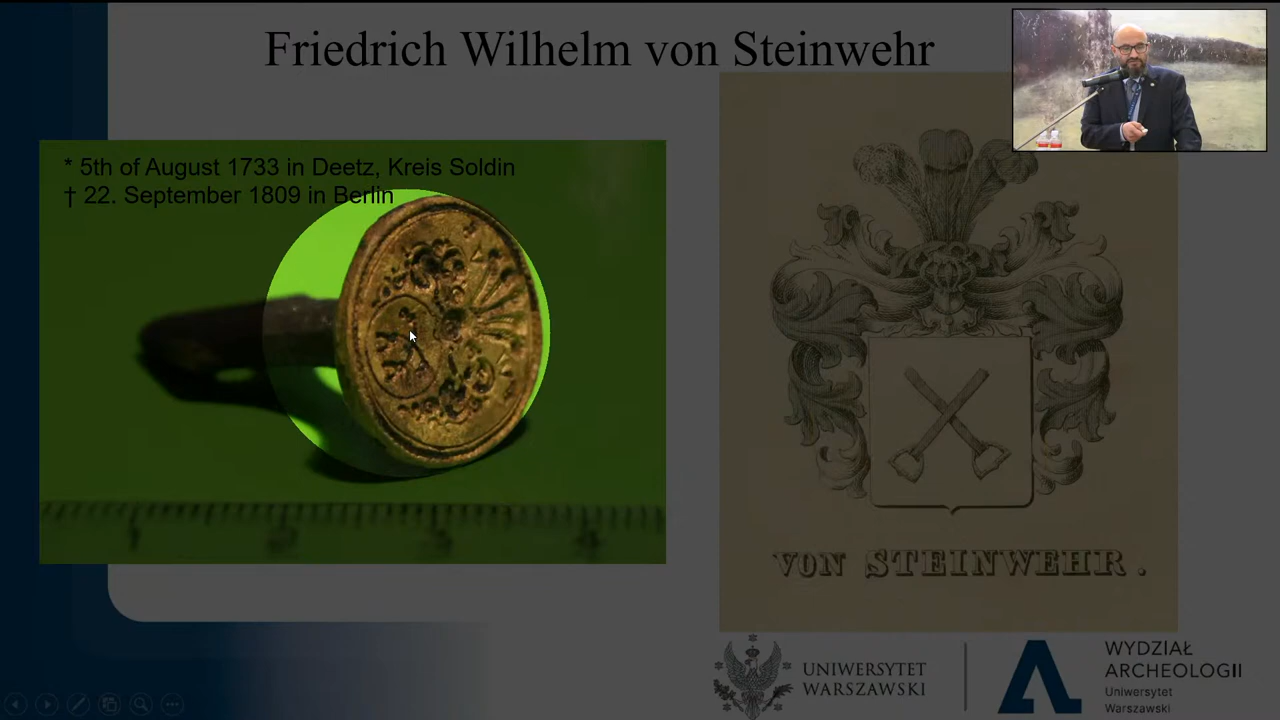 Friedrich Wilhelm von Steinwehr
* 5th of August 1733 in Deetz, Kreis Soldin
† 22. September 1809 in Berlin
VON STEINWEHR.
UNIWERSYTET
WARSZAWSKI
WYDZIAŁ
ARCHEOLOGII
Uniwersytet
Warszawski